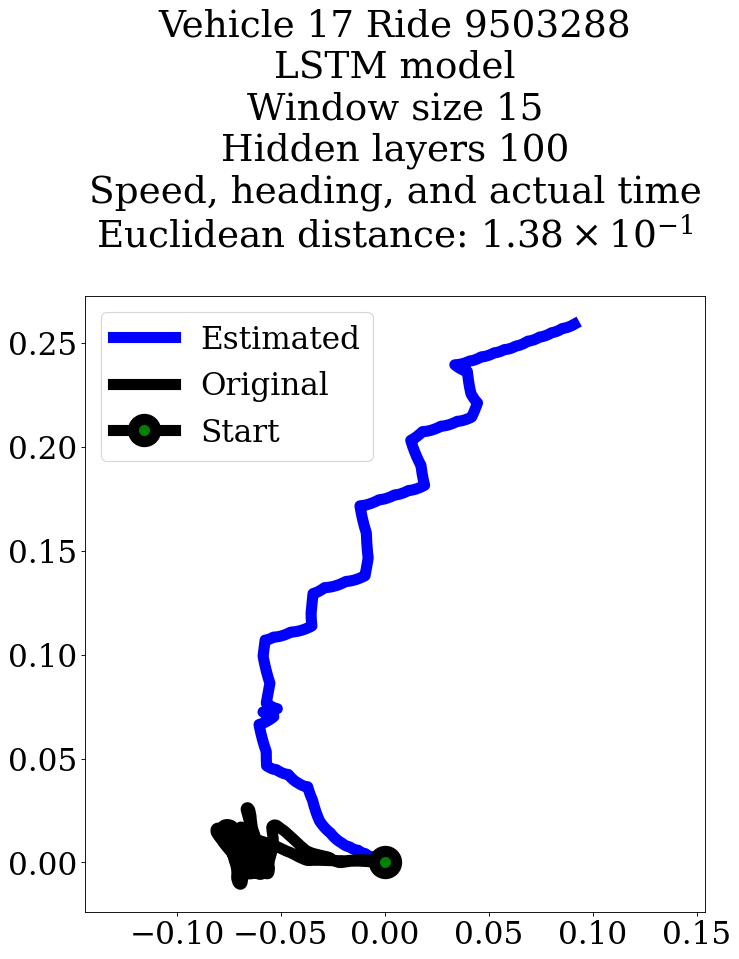 Vehicle 17 Ride 9503288
LSTM model
Window size 15
Hidden layers 100
Speed, heading, and actual time
Euclidean distance: 1.38 × 10⁻¹
Estimated
Original
Start
0.25
0.20
0.15
0.10
0.05
0.00
−0.10 −0.05 0.00 0.05 0.10 0.15